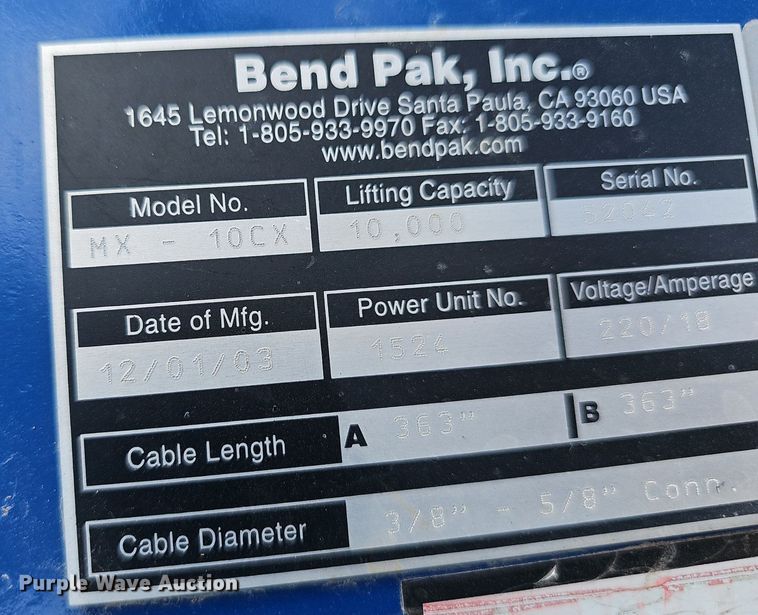 Bend Pak, Inc.®
1645 Lemonwood Drive Santa Paula, CA 93060 USA
Tel: 1-805-933-9970 Fax: 1-805-933-9160
www.bendpak.com
Model No. Lifting Capacity Serial No.
MX - 10CX 10,000 52042
Date of Mfg. Power Unit No. Voltage/Amperage
12/01/03 1524 220/18
Cable Length A 363" B 363"
Cable Diameter 3/8" - 5/8" Conn.
Purple Wave Auction